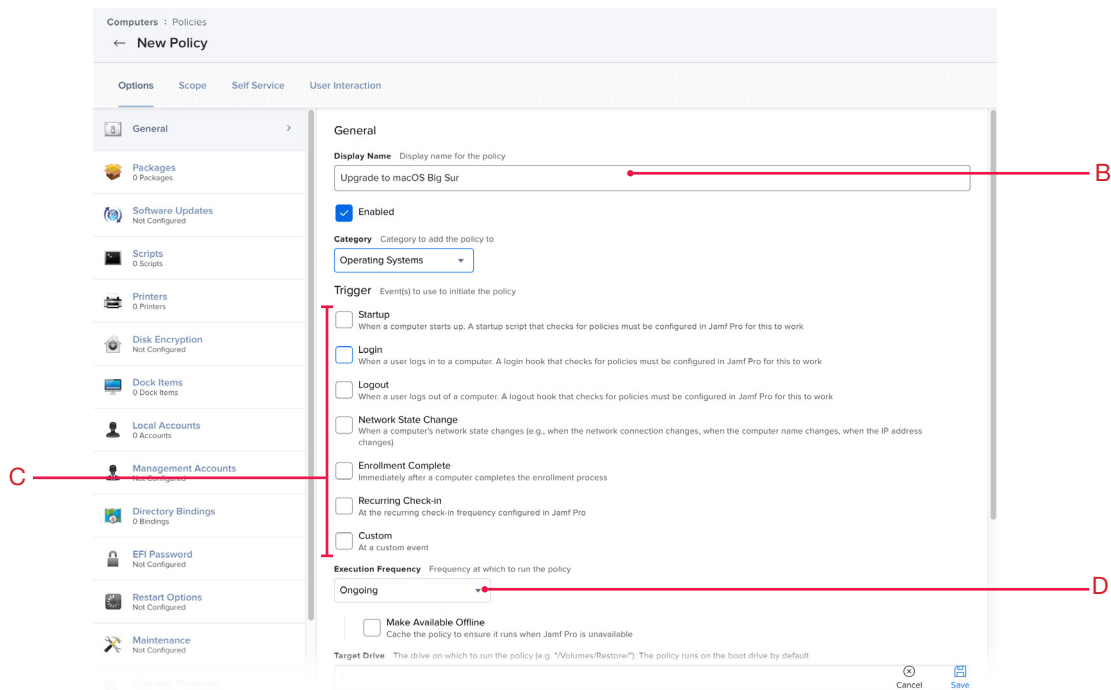 Computers : Policies
← New Policy
Options Scope Self Service User Interaction
General
Packages
0 Packages
Software Updates
Not Configured
Scripts
0 Scripts
Printers
0 Printers
Disk Encryption
Not Configured
Dock Items
0 Dock Items
Local Accounts
0 Accounts
Management Accounts
Not Configured
Directory Bindings
0 Bindings
EFI Password
Not Configured
Restart Options
Not Configured
Maintenance
Not Configured
Files and Processes
General
Display Name Display name for the policy
Upgrade to macOS Big Sur
B
Enabled
Category Category to add the policy to
Operating Systems
Trigger Event(s) to use to initiate the policy
Startup
When a computer starts up. A startup script that checks for policies must be configured in Jamf Pro for this to work
Login
When a user logs in to a computer. A login hook that checks for policies must be configured in Jamf Pro for this to work
Logout
When a user logs out of a computer. A logout hook that checks for policies must be configured in Jamf Pro for this to work
Network State Change
When a computer's network state changes (e.g., when the network connection changes, when the computer name changes, when the IP address
changes)
Enrollment Complete
Immediately after a computer completes the enrollment process
C
Recurring Check-in
At the recurring check-in frequency configured in Jamf Pro
Custom
At a custom event
Execution Frequency Frequency at which to run the policy
Ongoing
D
Make Available Offline
Cache the policy to ensure it runs when Jamf Pro is unavailable
Target Drive The drive on which to run the policy (e.g. "/Volumes/Restore/"). The policy runs on the boot drive by default
/
Cancel Save